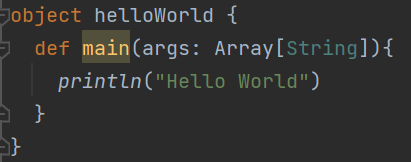 object helloWorld {
  def main(args: Array[String]){
    println("Hello World")
  }
}